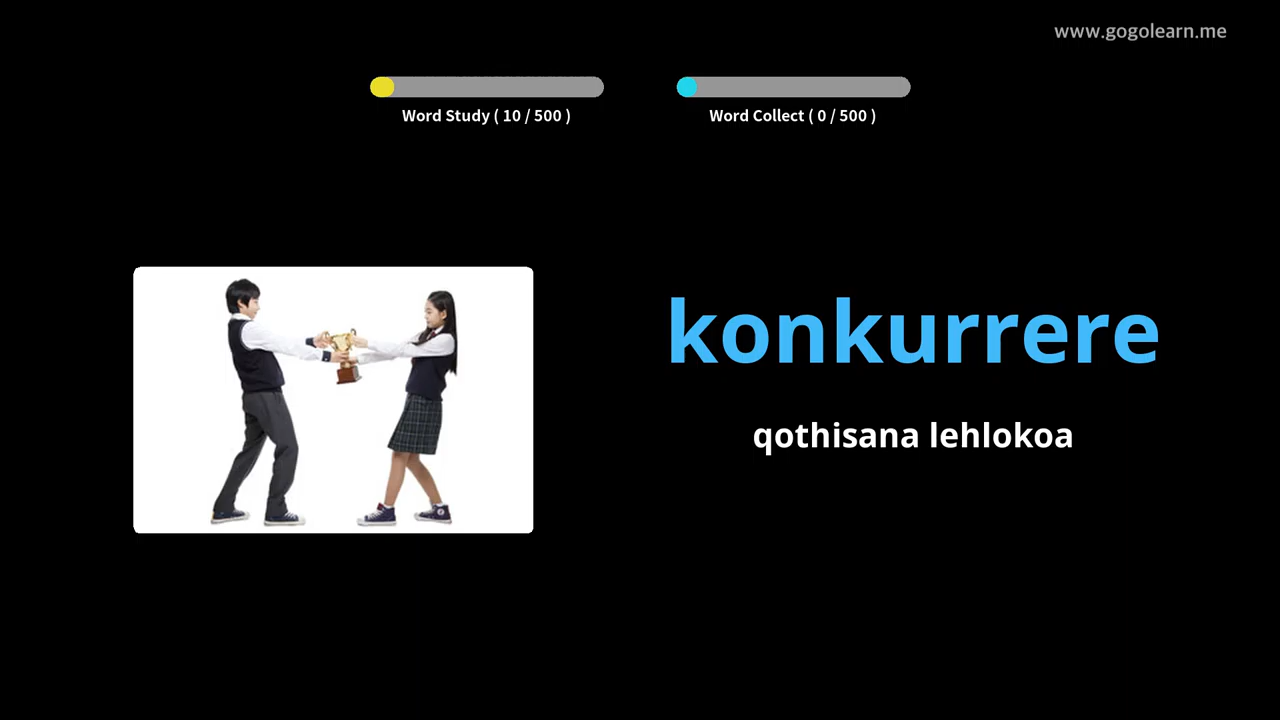 www.gogolearn.me
Word Study ( 10 / 500 )
Word Collect ( 0 / 500 )
konkurrere
qothisana lehlokoa